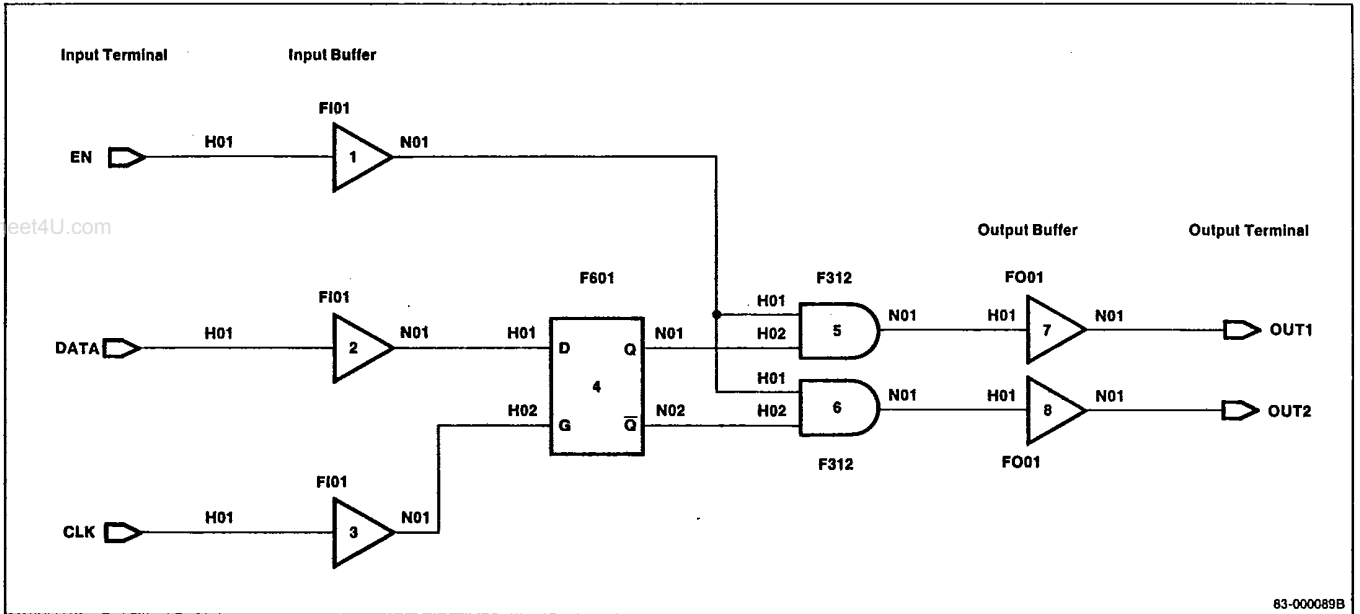 Input Terminal
Input Buffer
FI01
EN
H01
1
N01
eet4U.com
Output Buffer
Output Terminal
F601
F312
FO01
FI01
H01
H01
5
N01
H01
7
N01
OUT1
DATA
H01
2
N01
H01
D
Q
N01
H02
4
H01
6
N01
H01
8
N01
OUT2
H02
G
Q
N02
H02
F312
FO01
FI01
CLK
H01
3
N01
83-000089B